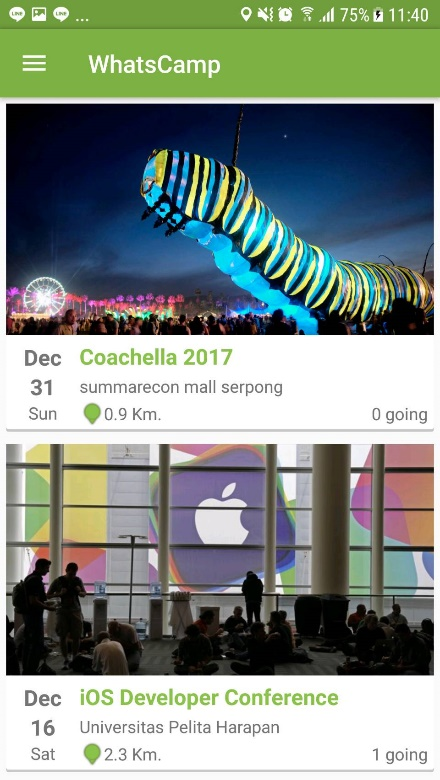 ... 75% 11:40
WhatsCamp
Dec
31
Sun
Coachella 2017
summarecon mall serpong
0.9 Km.
0 going
Dec
16
Sat
iOS Developer Conference
Universitas Pelita Harapan
2.3 Km.
1 going